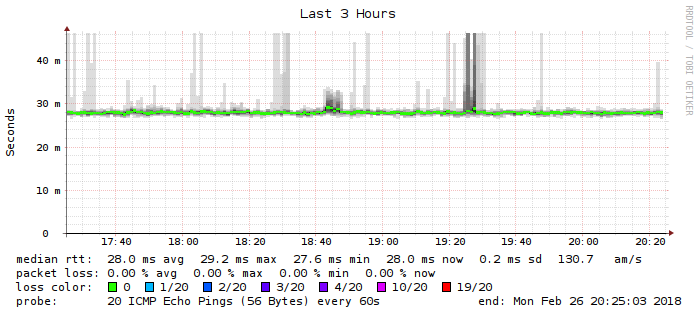 Last 3 Hours
RRDTOOL / TOBI OETIKER
Seconds
40 m
30 m
20 m
10 m
0
17:40 18:00 18:20 18:40 19:00 19:20 19:40 20:00 20:20
median rtt: 28.0 ms avg 29.2 ms max 27.6 ms min 28.0 ms now 0.2 ms sd 130.7 am/s
packet loss: 0.00 % avg 0.00 % max 0.00 % min 0.00 % now
loss color: 0 1/20 2/20 3/20 4/20 10/20 19/20
probe: 20 ICMP Echo Pings (56 Bytes) every 60s end: Mon Feb 26 20:25:03 2018